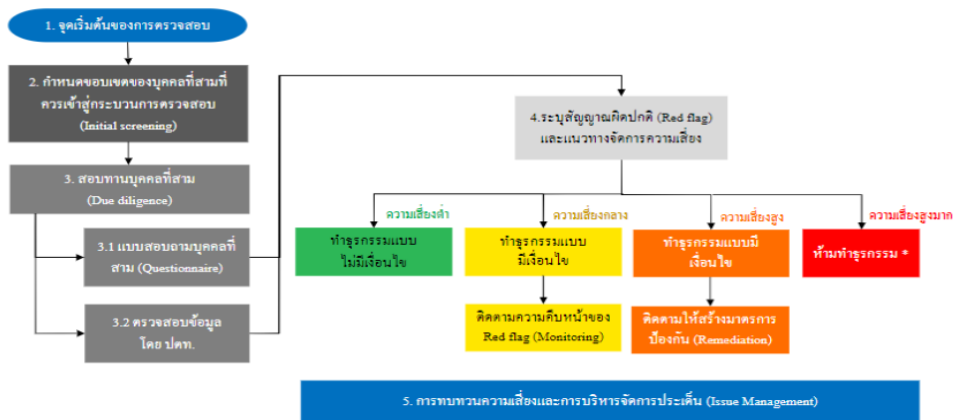 1. จุดเริ่มต้นของการตรวจสอบ
2. กำหนดขอบเขตของบุคคลที่สามที่
ควรเข้าสู่กระบวนการตรวจสอบ
(Initial screening)
3. สอบทานบุคคลที่สาม
(Due diligence)
3.1 แบบสอบถามบุคคลที่
สาม (Questionnaire)
3.2 ตรวจสอบข้อมูล
โดย ปตท.
4.ระบุสัญญาณผิดปกติ (Red flag)
และแนวทางจัดการความเสี่ยง
ความเสี่ยงต่ำ
ทำธุรกรรมแบบ
ไม่มีเงื่อนไข
ความเสี่ยงกลาง
ทำธุรกรรมแบบ
มีเงื่อนไข
ติดตามความคืบหน้าของ
Red flag (Monitoring)
ความเสี่ยงสูง
ทำธุรกรรมแบบมี
เงื่อนไข
ติดตามให้สร้างมาตรการ
ป้องกัน (Remediation)
ความเสี่ยงสูงมาก
ห้ามทำธุรกรรม *
5. การทบทวนความเสี่ยงและการบริหารจัดการประเด็น (Issue Management)